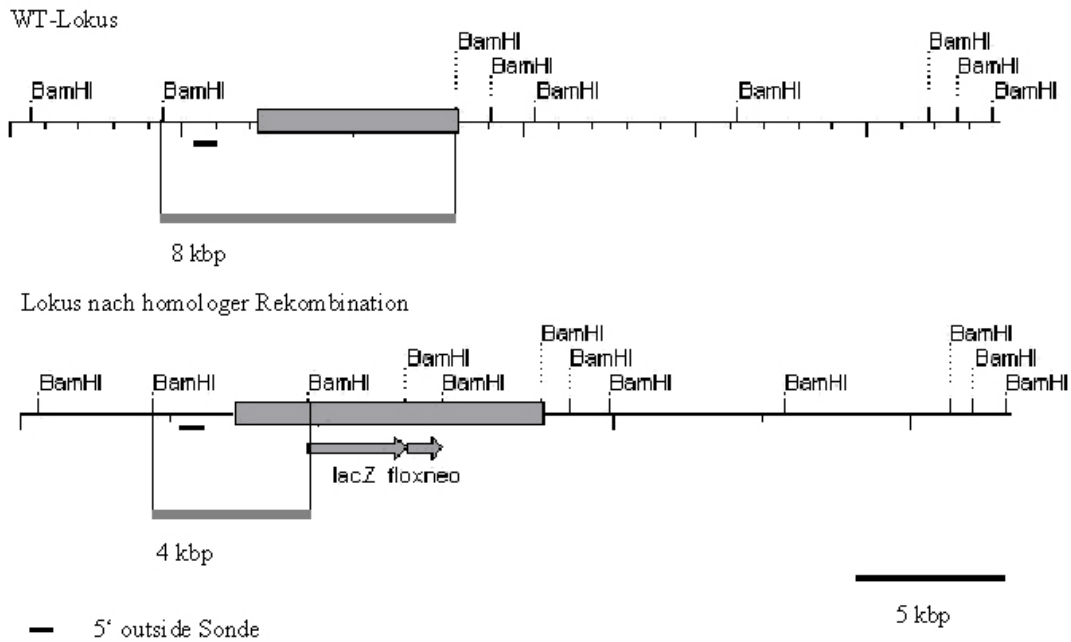 WT-Lokus
BamHI
BamHI
BamHI BamHI
BamHI BamHI BamHI BamHI BamHI
8 kbp
Lokus nach homologer Rekombination
BamHI BamHI
BamHI BamHI BamHI
BamHI BamHI BamHI BamHI BamHI BamHI BamHI
lacZ floxneo
4 kbp
5 kbp
5' outside Sonde